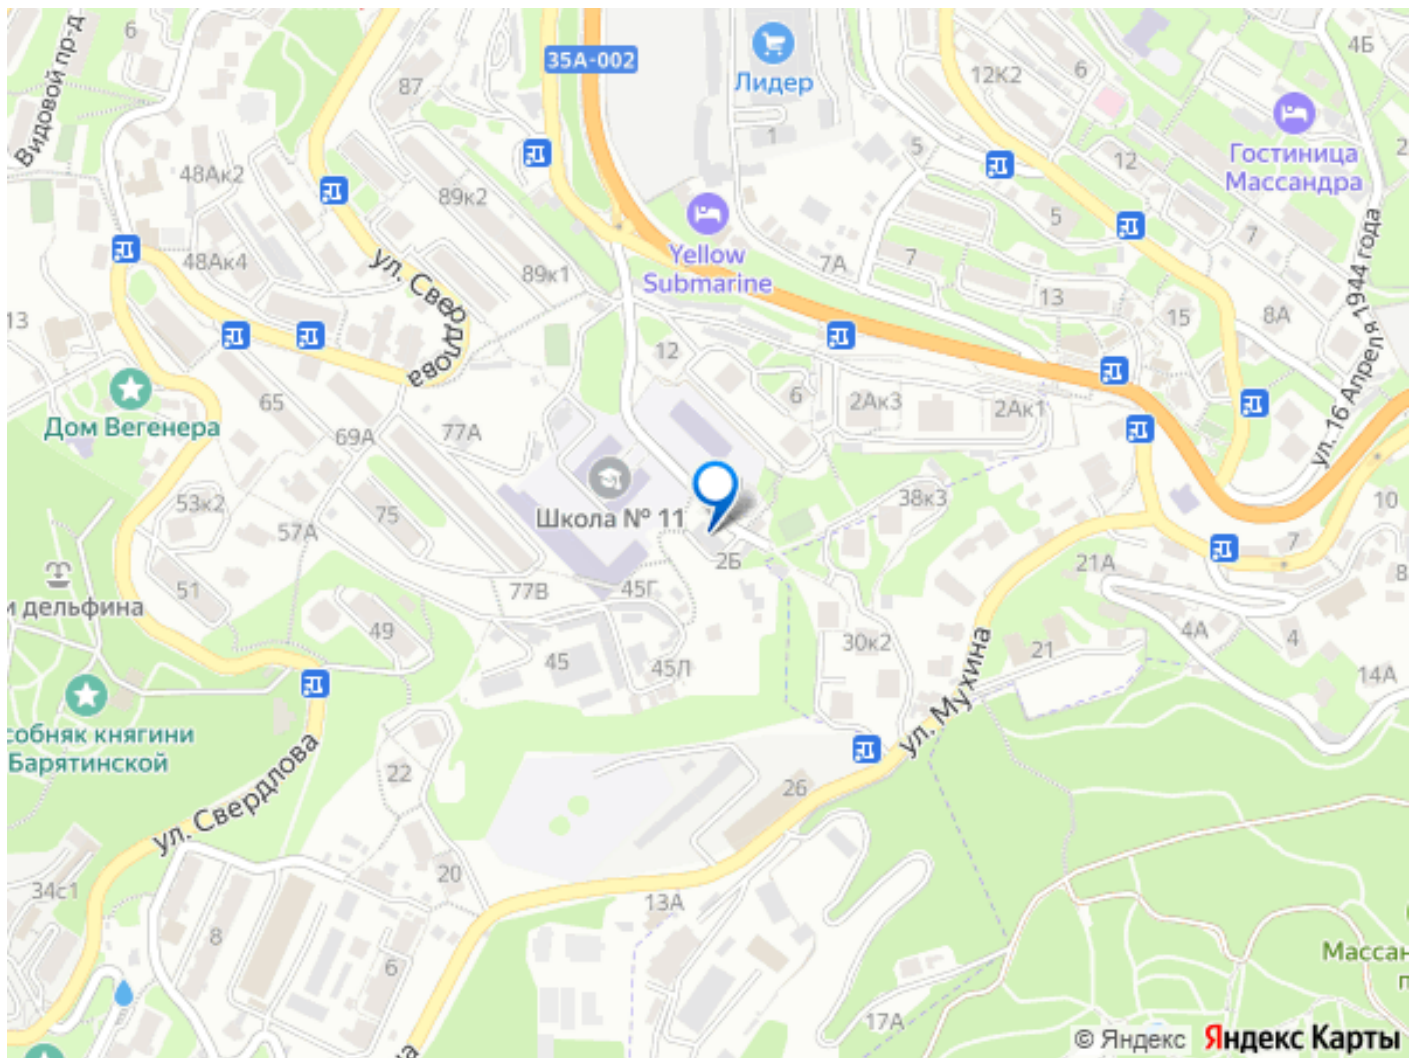 6
Видовой пр-д
87
35А-002
Лидер
1
12К2
6
4Б
48Ак2
89к2
5
12
Гостиница
Массандра
2
5
7
Yellow
Submarine
7А
7
48Ак4
89к1
ул. Свердлова
13
15
8А
ул. 16 Апреля 1944 года
13
12
6
2Ак3
2Ак1
65
Дом Вегенера
69А
77А
53к2
57А
75
Школа № 11
38к3
10
7
2Б
21А
8
51
77В
45Г
и дельфина
49
45
45Л
30к2
21
4А
4
14А
ул. Мухина
собняк княгини
Барятинской
ул. Свердлова
22
26
20
34с1
8
6
13А
17А
Массан
п
а
© Яндекс Яндекс Карты